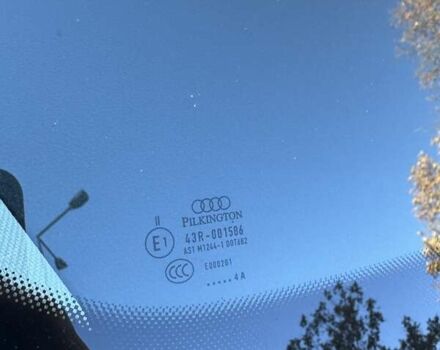 PILKINGTON
II
E1
43R-001586
AS1 M1244-1 DOT682
CCC
E000201
.....4A